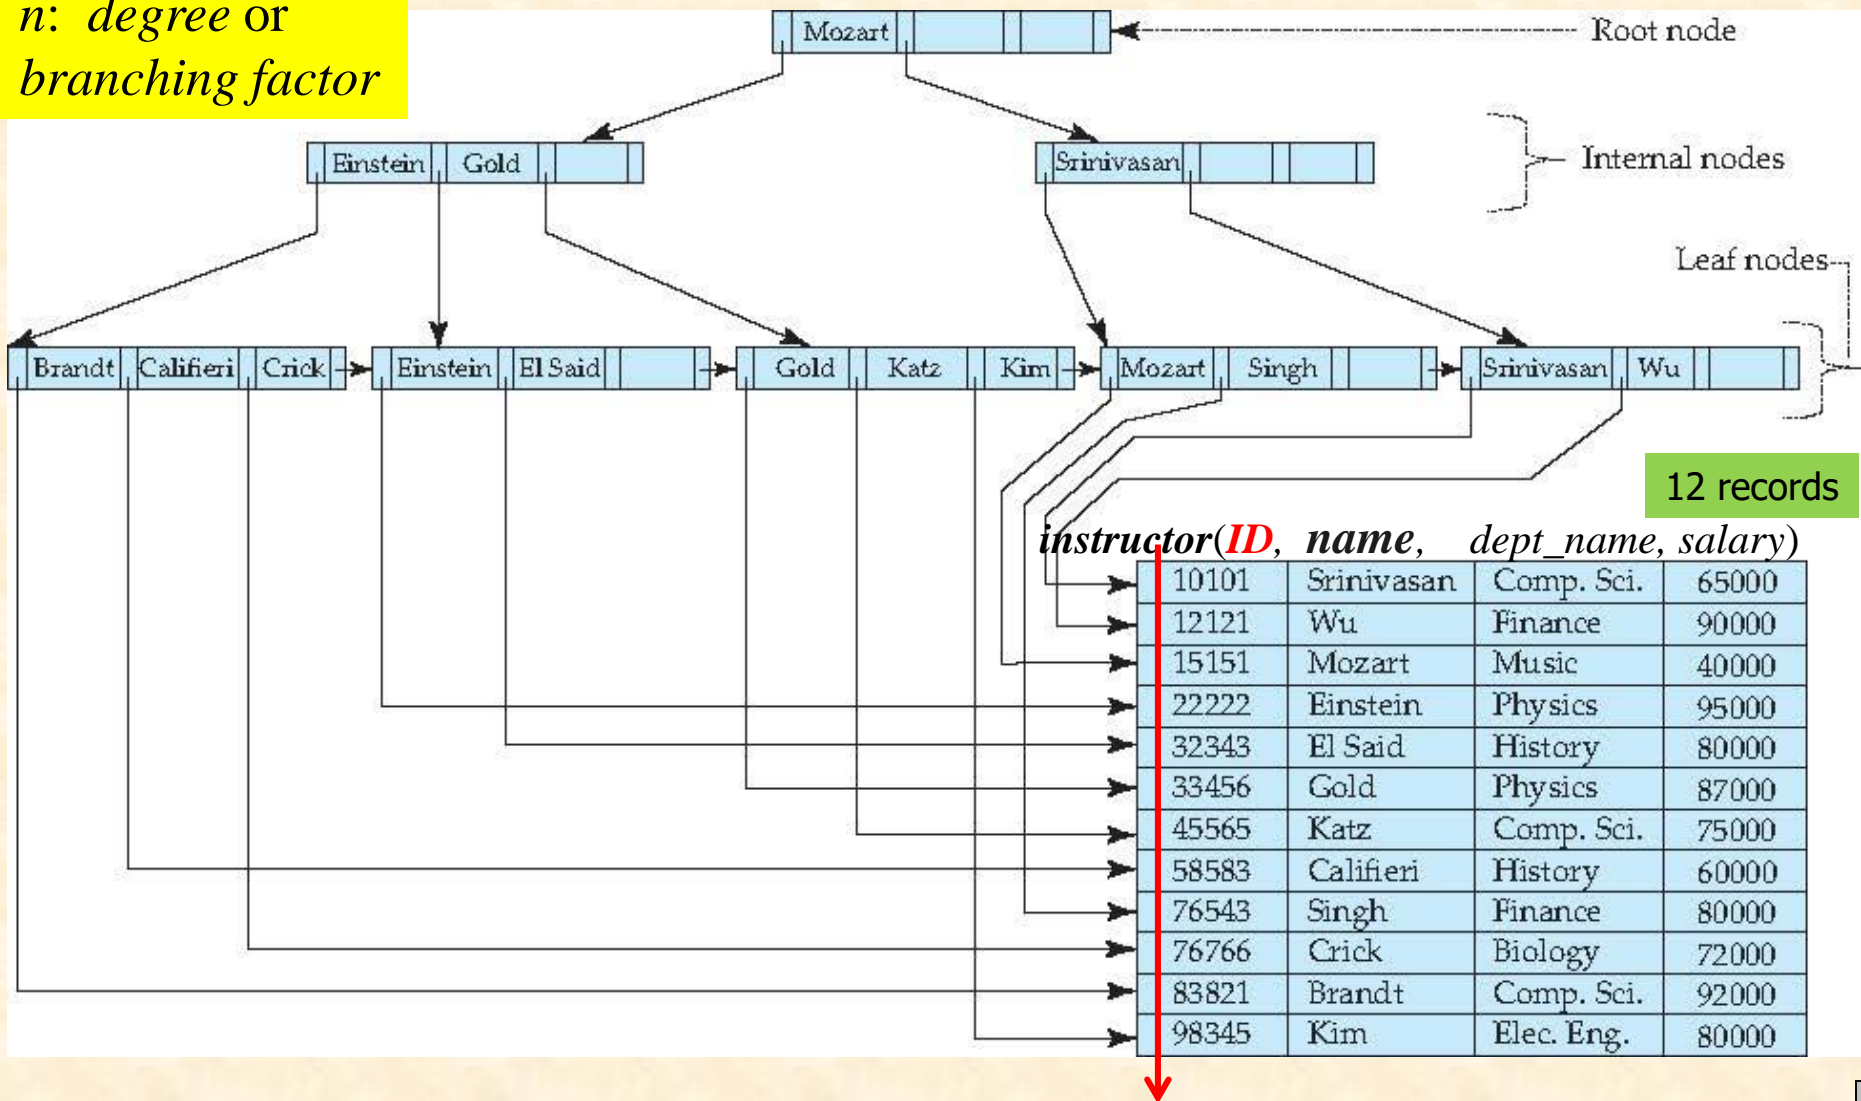 n: degree or
branching factor
Mozart
Root node
Einstein Gold
Srinivasan
Internal nodes
Leaf nodes
Brandt Califieri Crick Einstein El Said Gold Katz Kim Mozart Singh Srinivasan Wu
12 records
instructor(ID, name, dept_name, salary)
10101 Srinivasan Comp. Sci. 65000
12121 Wu Finance 90000
15151 Mozart Music 40000
22222 Einstein Physics 95000
32343 El Said History 80000
33456 Gold Physics 87000
45565 Katz Comp. Sci. 75000
58583 Califieri History 60000
76543 Singh Finance 80000
76766 Crick Biology 72000
83821 Brandt Comp. Sci. 92000
98345 Kim Elec. Eng. 80000